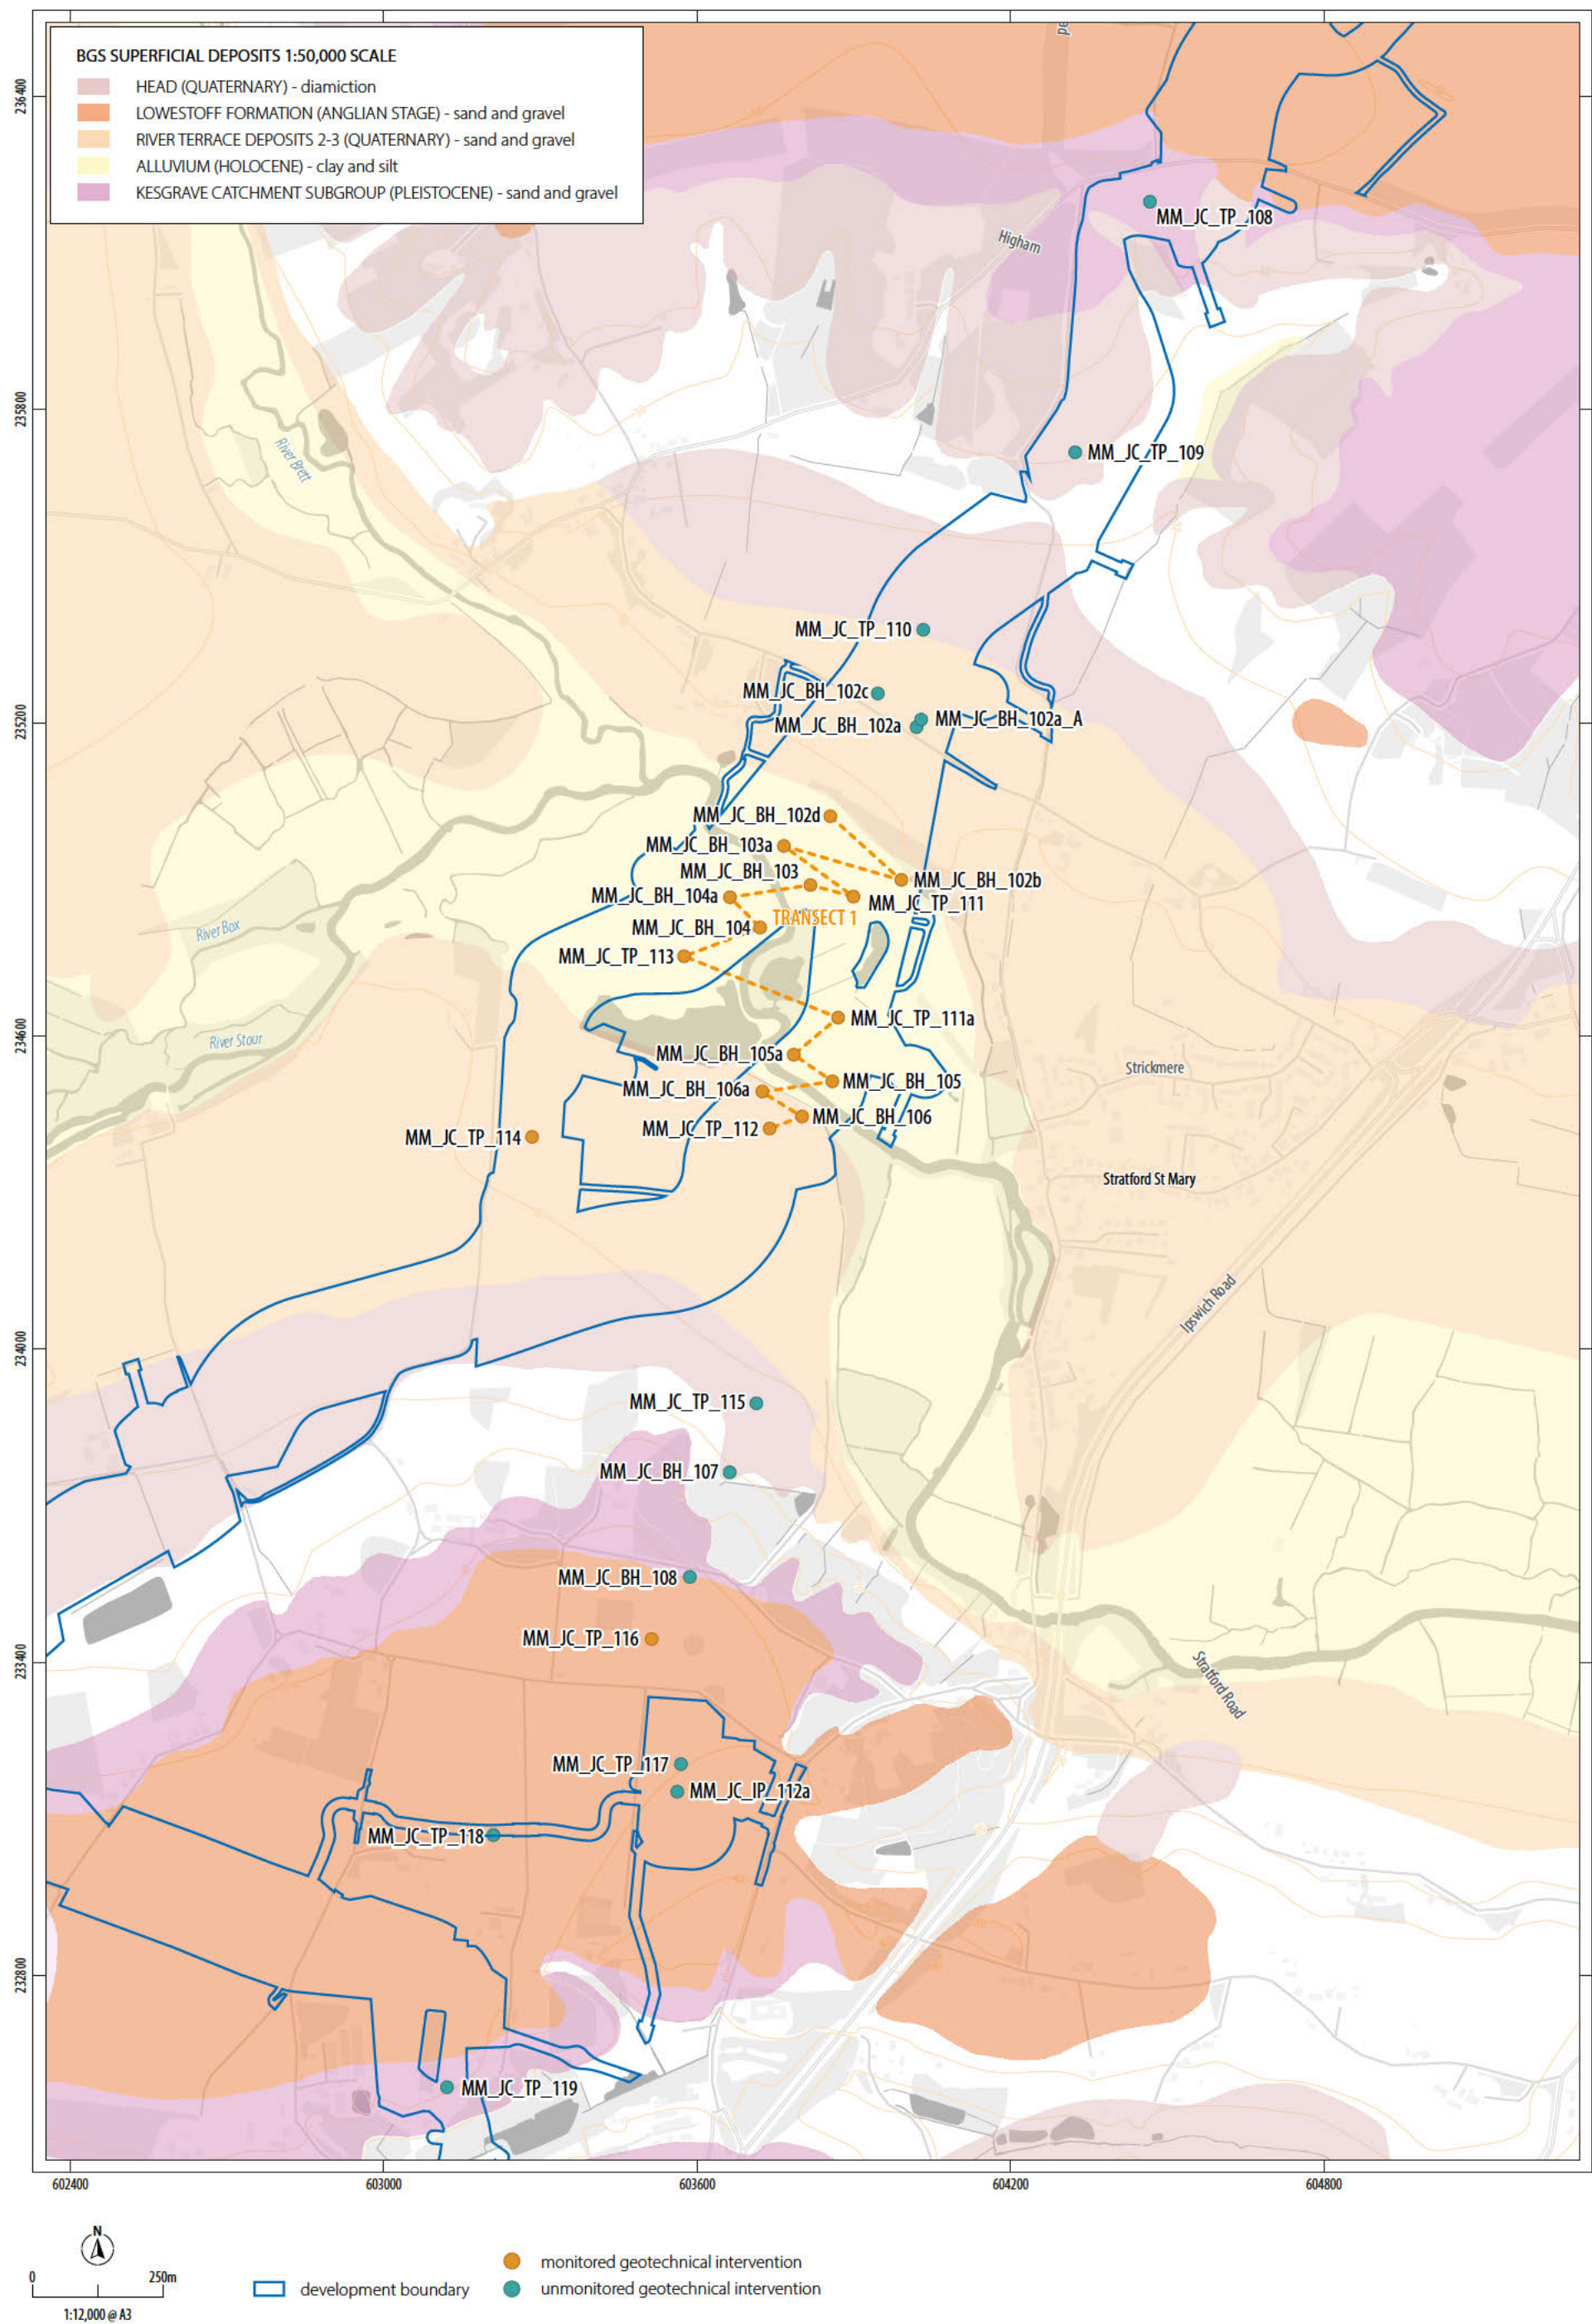 BGS SUPERFICIAL DEPOSITS 1:50,000 SCALE
HEAD (QUATERNARY) - diamiction
LOWESTOFF FORMATION (ANGLIAN STAGE) - sand and gravel
RIVER TERRACE DEPOSITS 2-3 (QUATERNARY) - sand and gravel
ALLUVIUM (HOLOCENE) - clay and silt
KESGRAVE CATCHMENT SUBGROUP (PLEISTOCENE) - sand and gravel
236400
MM_JC_TP_108
Higham
235800
River Brett
MM_JC_TP_109
MM_JC_TP_110
MM_JC_BH_102c
235200
MM_JC_BH_102a
MM_JC_BH_102a_A
MM_JC_BH_102d
MM_JC_BH_103a
MM_JC_BH_103
MM_JC_BH_102b
MM_JC_BH_104a
MM_JC_TP_111
TRANSECT 1
MM_JC_BH_104
River Box
MM_JC_TP_113
MM_JC_TP_111a
234600
River Stour
MM_JC_BH_105a
Strickmere
MM_JC_BH_105
MM_JC_BH_106a
MM_JC_BH_106
MM_JC_TP_112
MM_JC_TP_114
Stratford St Mary
Ipswich Road
234000
MM_JC_TP_115
MM_JC_BH_107
MM_JC_BH_108
MM_JC_TP_116
233400
Stratford Road
MM_JC_TP_117
MM_JC_IP_112a
MM_JC_TP_118
232800
MM_JC_TP_119
602400
603000
603600
604200
604800
N
0
250m
1:12,000 @ A3
development boundary
monitored geotechnical intervention
unmonitored geotechnical intervention